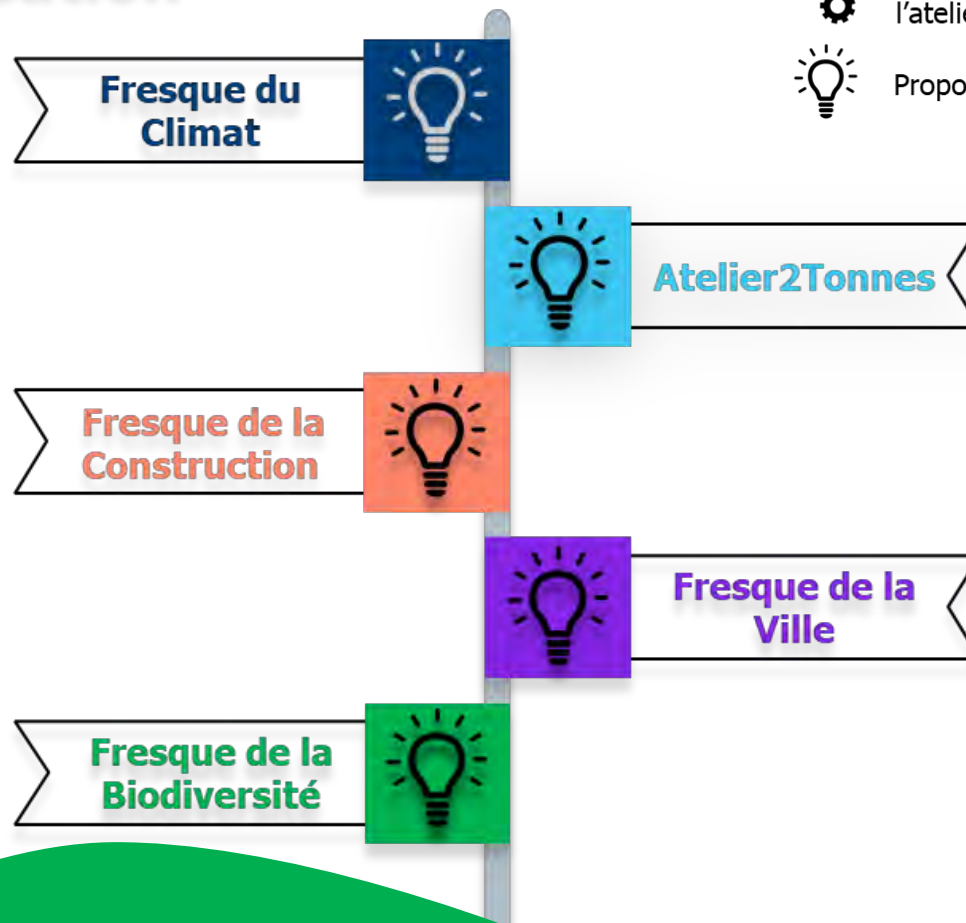 l'atelie
Propo
Fresque du
Climat
Atelier2Tonnes
Fresque de la
Construction
Fresque de la
Ville
Fresque de la
Biodiversité